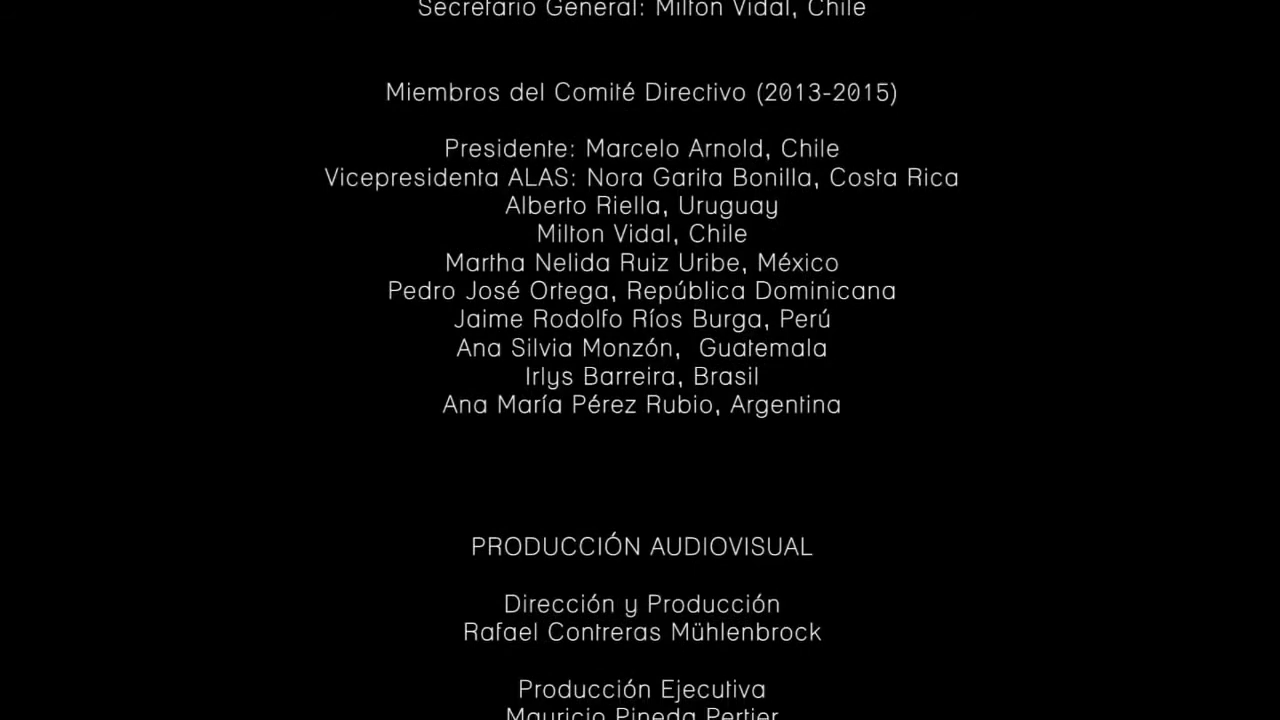 Secretario General: Milton Vidal, Chile
Miembros del Comité Directivo (2013-2015)
Presidente: Marcelo Arnold, Chile
Vicepresidenta ALAS: Nora Garita Bonilla, Costa Rica
Alberto Riella, Uruguay
Milton Vidal, Chile
Martha Nelida Ruiz Uribe, México
Pedro José Ortega, República Dominicana
Jaime Rodolfo Ríos Burga, Perú
Ana Silvia Monzón,  Guatemala
Irlys Barreira, Brasil
Ana María Pérez Rubio, Argentina
PRODUCCIÓN AUDIOVISUAL
Dirección y Producción
Rafael Contreras Mühlenbrock
Producción Ejecutiva
Mauricio Pineda Pertier